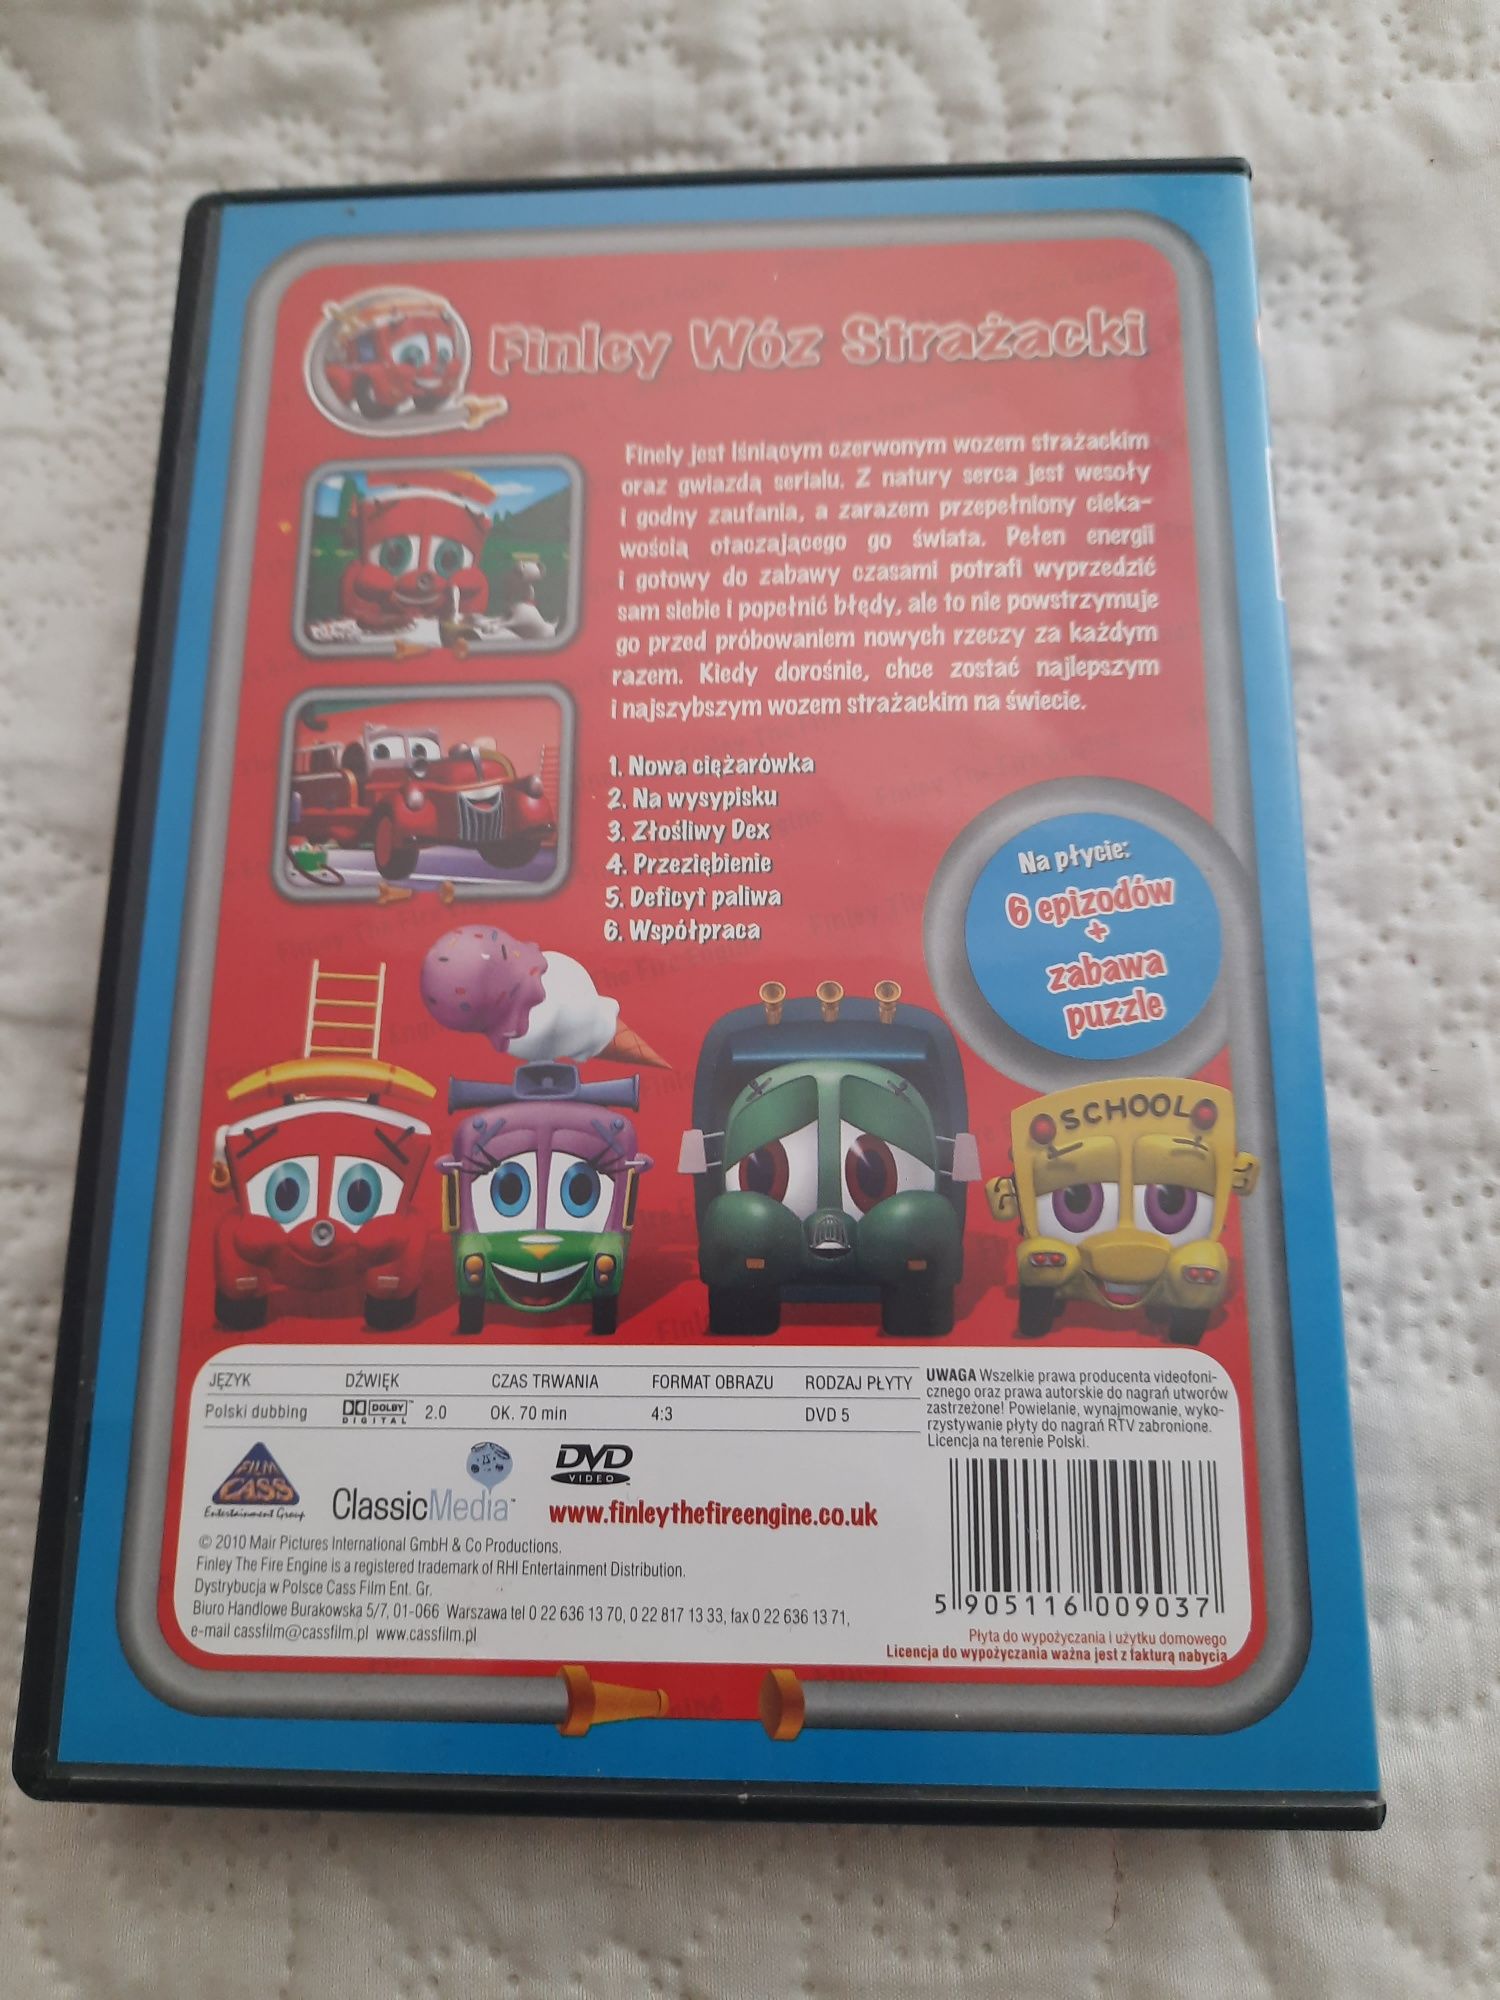 Finley Wóz Strażacki
Finely jest lśniącym czerwonym wozem strażackim
oraz gwiazdą serialu. Z natury serca jest wesoły
i godny zaufania, a zarazem przepełniony cieka-
wością otaczającego go świata. Pełen energii
i gotowy do zabawy czasami potrafi wyprzedzić
sam siebie i popełnić błędy, ale to nie powstrzymuje
go przed próbowaniem nowych rzeczy za każdym
razem. Kiedy dorośnie, chce zostać najlepszym
i najszybszym wozem strażackim na świecie.
1. Nowa ciężarówka
2. Na wysypisku
3. Złośliwy Dex
4. Przeziębienie
5. Deficyt paliwa
6. Współpraca
Na płycie:
6 epizodów
+
zabawa
puzzle
SCHOOL
JĘZYK DŹWIĘK CZAS TRWANIA FORMAT OBRAZU RODZAJ PŁYTY
Polski dubbing DOLBY DIGITAL 2.0 OK. 70 min 4:3 DVD 5
UWAGA Wszelkie prawa producenta videofoni-
cznego oraz prawa autorskie do nagrań utworów
zastrzeżone! Powielanie, wynajmowanie, wyko-
rzystywanie płyty do nagrań RTV zabronione.
Licencja na terenie Polski.
FILM
CASS
Entertainment Group
ClassicMedia™
DVD
VIDEO
www.finleythefireengine.co.uk
© 2010 Mair Pictures International GmbH & Co Productions.
Finley The Fire Engine is a registered trademark of RHI Entertainment Distribution.
Dystrybucja w Polsce Cass Film Ent. Gr.
Biuro Handlowe Burakowska 5/7, 01-066 Warszawa tel 0 22 636 13 70, 0 22 817 13 33, fax 0 22 636 13 71,
e-mail cassfilm@cassfilm.pl www.cassfilm.pl
5 905116 009037
Płyta do wypożyczania i użytku domowego
Licencja do wypożyczania ważna jest z fakturą nabycia